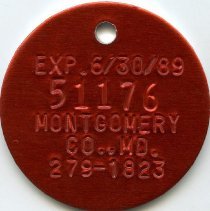 EXP.6/30/89
51176
MONTGOMERY
CO., MD.
279-1823